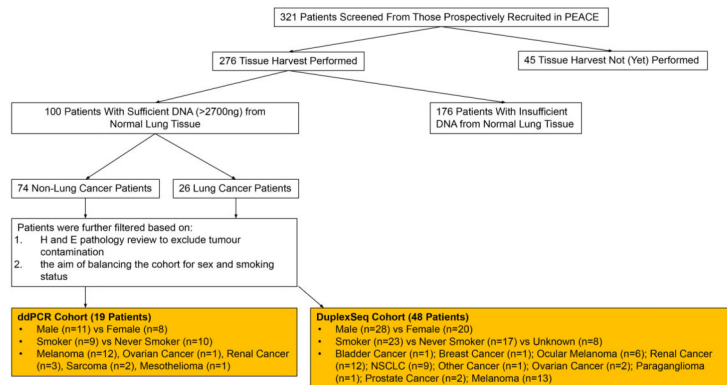 321 Patients Screened From Those Prospectively Recruited in PEACE
276 Tissue Harvest Performed
45 Tissue Harvest Not (Yet) Performed
100 Patients With Sufficient DNA (>2700ng) from
Normal Lung Tissue
176 Patients With Insufficient
DNA from Normal Lung Tissue
74 Non-Lung Cancer Patients
26 Lung Cancer Patients
Patients were further filtered based on:
1. H and E pathology review to exclude tumour
contamination
2. the aim of balancing the cohort for sex and smoking
status
ddPCR Cohort (19 Patients)
• Male (n=11) vs Female (n=8)
• Smoker (n=9) vs Never Smoker (n=10)
• Melanoma (n=12), Ovarian Cancer (n=1), Renal Cancer
(n=3), Sarcoma (n=2), Mesothelioma (n=1)
DuplexSeq Cohort (48 Patients)
• Male (n=28) vs Female (n=20)
• Smoker (n=23) vs Never Smoker (n=17) vs Unknown (n=8)
• Bladder Cancer (n=1); Breast Cancer (n=1); Ocular Melanoma (n=6); Renal Cancer
(n=12); NSCLC (n=9); Other Cancer (n=1); Ovarian Cancer (n=2); Paraganglioma
(n=1); Prostate Cancer (n=2); Melanoma (n=13)